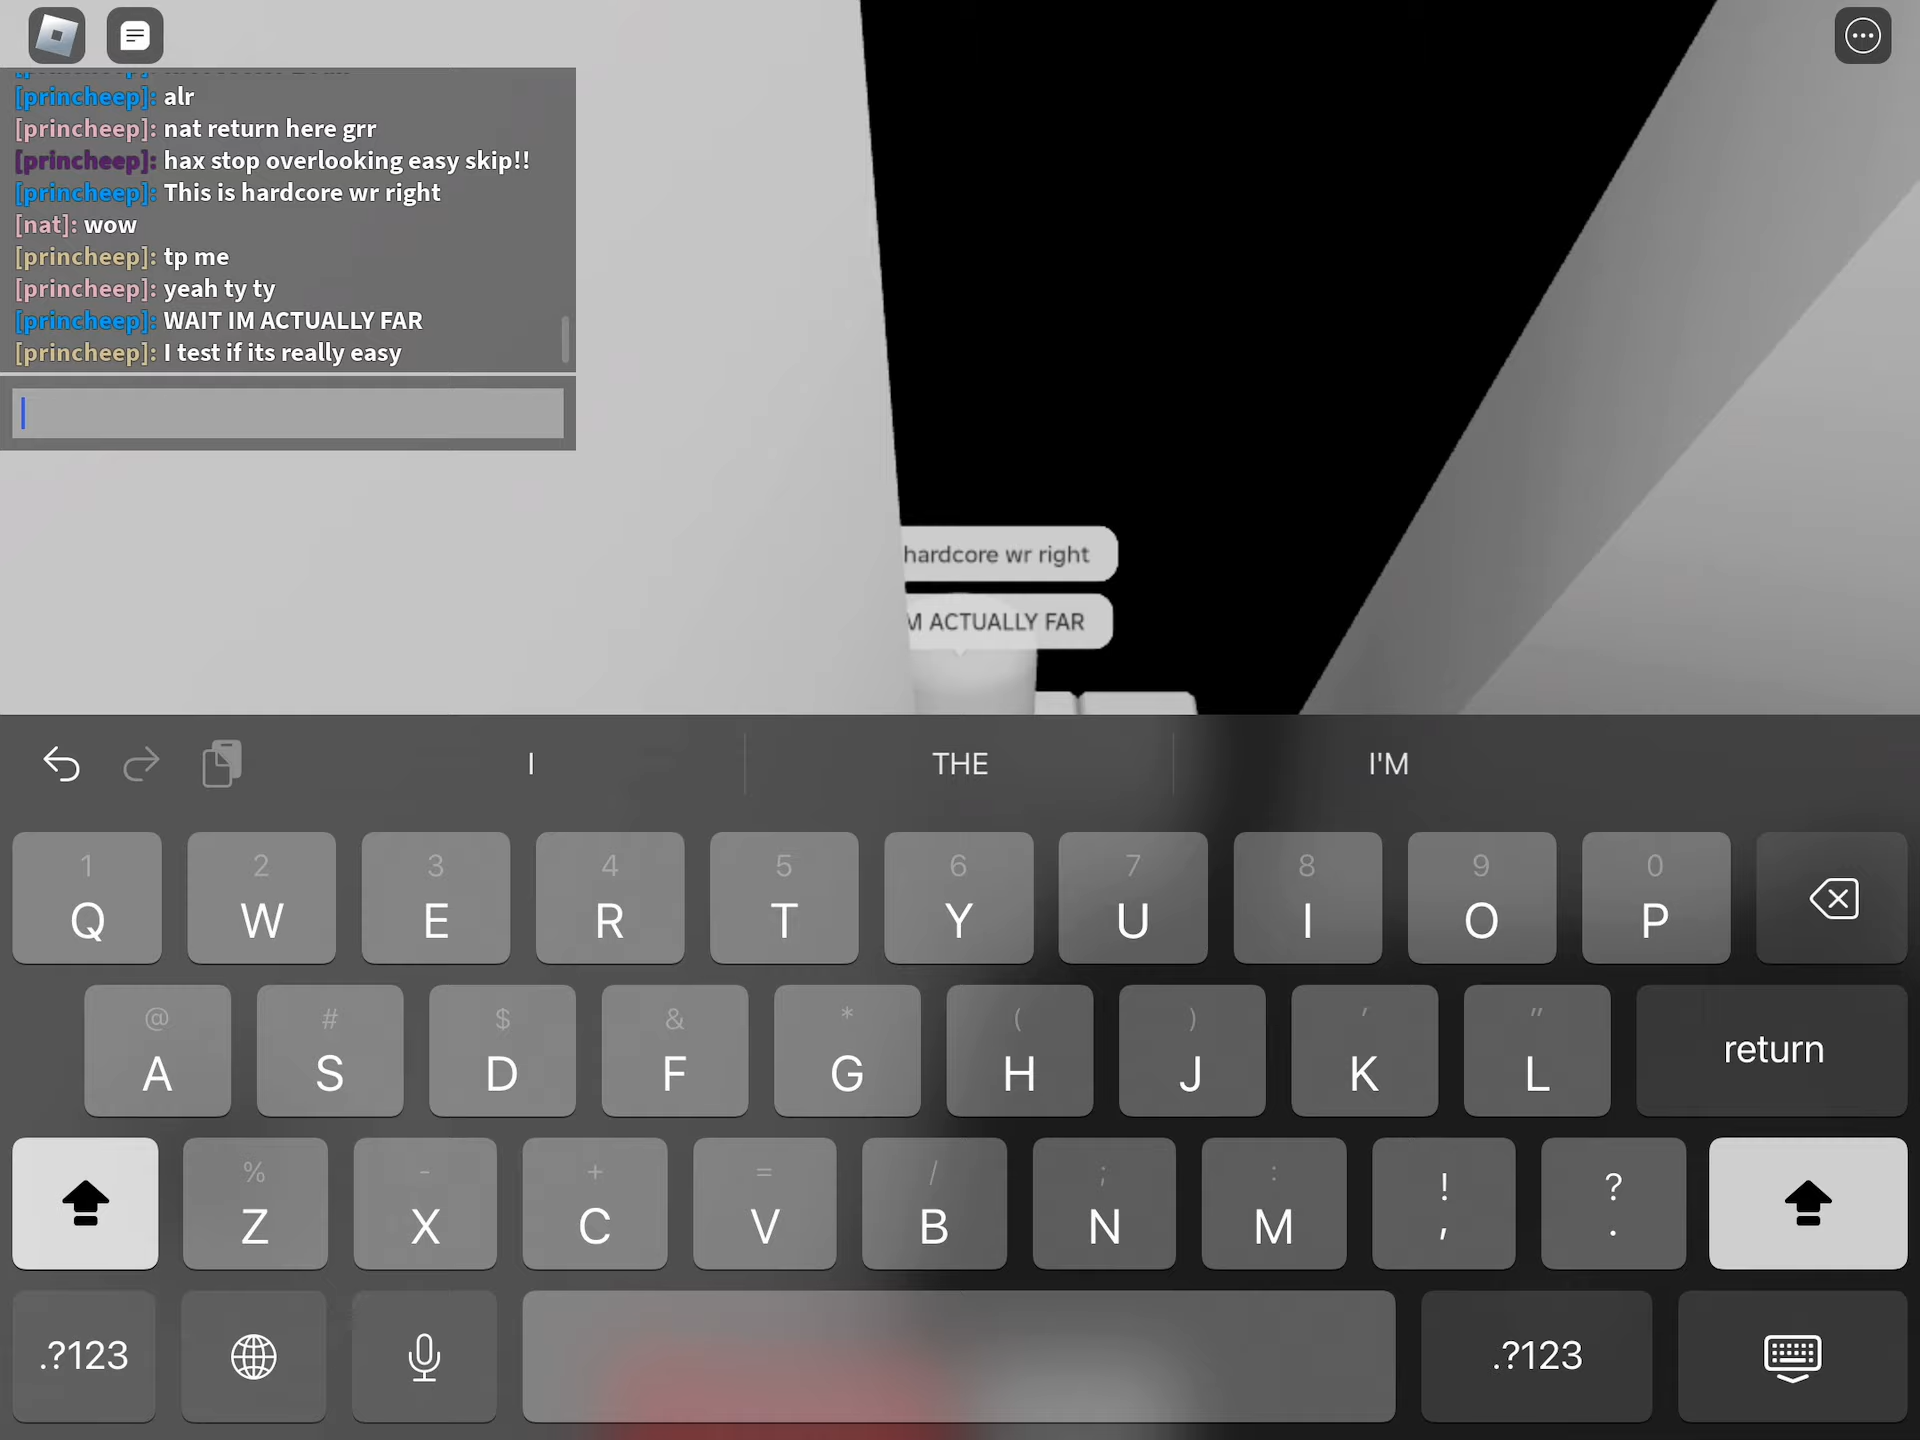 [princheep]: alr
[princheep]: nat return here grr
[princheep]: hax stop overlooking easy skip!!
[princheep]: This is hardcore wr right
[nat]: wow
[princheep]: tp me
[princheep]: yeah ty ty
[princheep]: WAIT IM ACTUALLY FAR
[princheep]: I test if its really easy
hardcore wr right
M ACTUALLY FAR
I THE I'M
1 2 3 4 5 6 7 8 9 0
Q W E R T Y U I O P
@ # $ & * ( ) ' "
A S D F G H J K L return
% - + = / ; : ! ?
Z X C V B N M , .
.?123 .?123